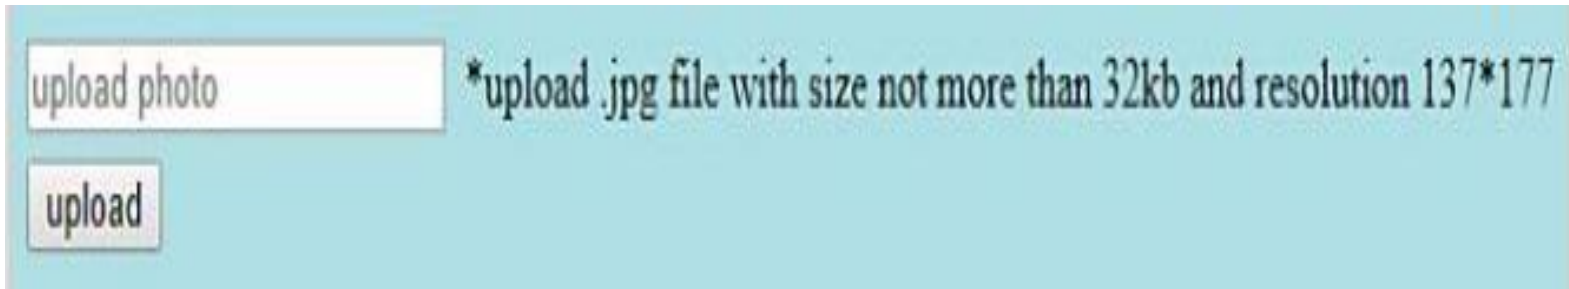 upload photo *upload .jpg file with size not more than 32kb and resolution 137*177
upload